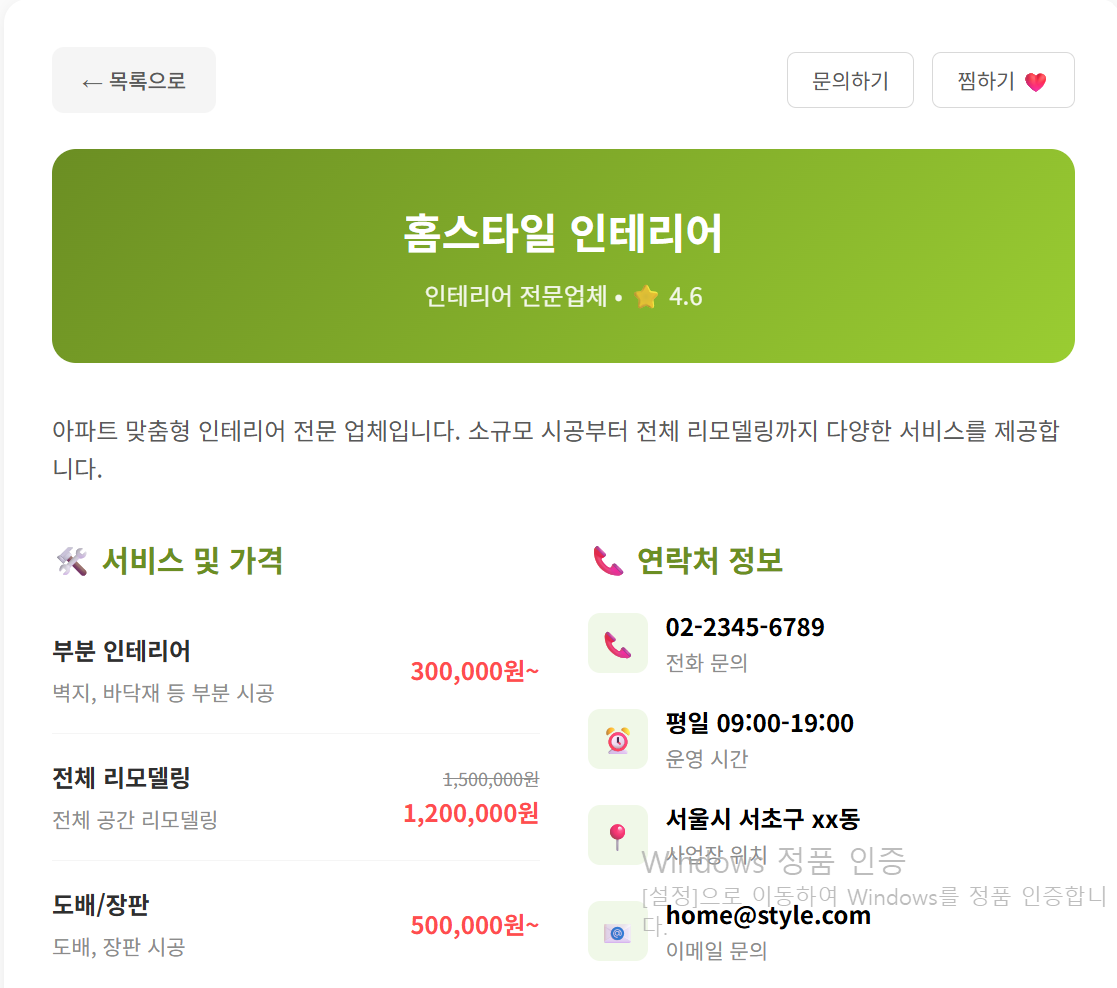 ← 목록으로
문의하기
찜하기
홈스타일 인테리어
인테리어 전문업체 • ⭐ 4.6
아파트 맞춤형 인테리어 전문 업체입니다. 소규모 시공부터 전체 리모델링까지 다양한 서비스를 제공합
니다.
서비스 및 가격
부분 인테리어
벽지, 바닥재 등 부분 시공
300,000원~
전체 리모델링
전체 공간 리모델링
1,500,000원
1,200,000원
도배/장판
도배, 장판 시공
500,000원~
연락처 정보
02-2345-6789
전화 문의
평일 09:00-19:00
운영 시간
서울시 서초구 xx동
사업장 위치
home@style.com
이메일 문의
Windows 정품 인증
[설정]으로 이동하여 Windows를 정품 인증합니
다.